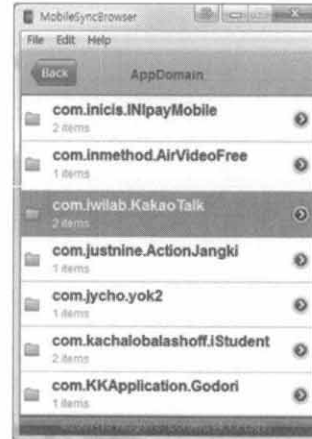 MobileSyncBrowser
File Edit Help
Back
AppDomain
com.inicis.INIpayMobile
2 items
com.inmethod.AirVideoFree
1 items
com.iwilab.KakaoTalk
2 items
com.justnine.ActionJangki
1 items
com.jycho.yok2
1 items
com.kachalobalashoff.iStudent
2 items
com.KKApplication.Godori
1 items